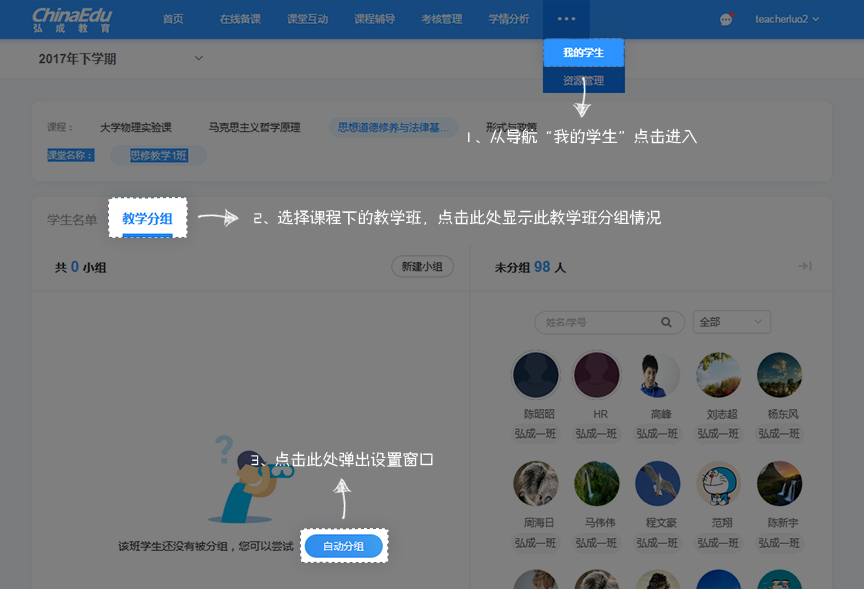 ChinaEdu
弘成教育
首页 在线备课 课堂互动 课程辅导 考核管理 学情分析 ••• teacherluo2
我的学生
资源管理
2017年下学期
课程： 大学物理实验课 马克思主义哲学原理 思想道德修养与法律基... 形式与政策
1、从导航“我的学生”点击进入
课堂名称： 思修教学1班
学生名单 教学分组
2、选择课程下的教学班，点击此处显示此教学班分组情况
共 0 小组 新建小组 未分组 98 人
姓名/学号 全部
陈昭昭 HR 高峰 刘志超 杨东风
弘成一班 弘成一班 弘成一班 弘成一班 弘成一班
?
3、点击此处弹出设置窗口
周海日 马伟伟 程文豪 范翔 陈新宇
弘成一班 弘成一班 弘成一班 弘成一班 弘成一班
该班学生还没有被分组，您可以尝试 自动分组